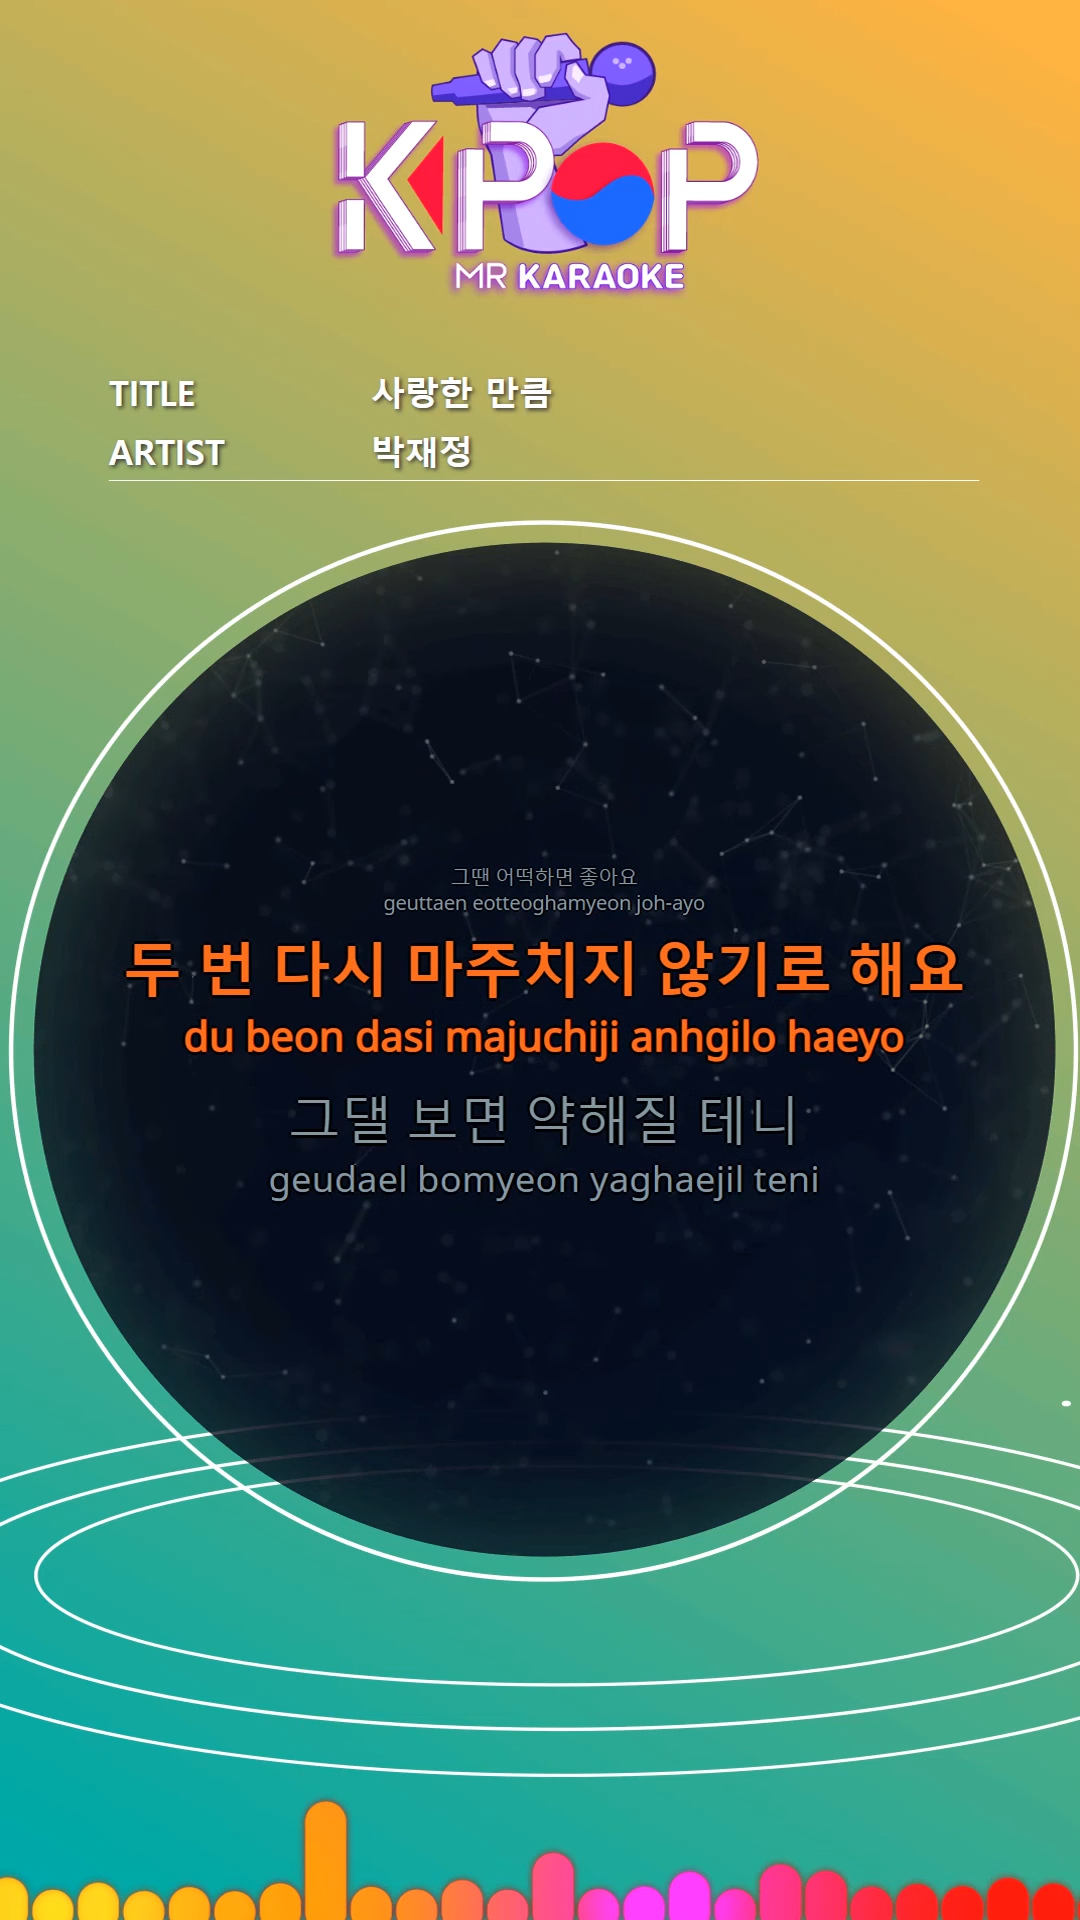 KPOP
MR KARAOKE
TITLE 사랑한 만큼
ARTIST 박재정
그땐 어떡하면 좋아요
geuttaen eotteoghamyeon joh-ayo
두 번 다시 마주치지 않기로 해요
du beon dasi majuchiji anhgilo haeyo
그댈 보면 약해질 테니
geudael bomyeon yaghaejil teni